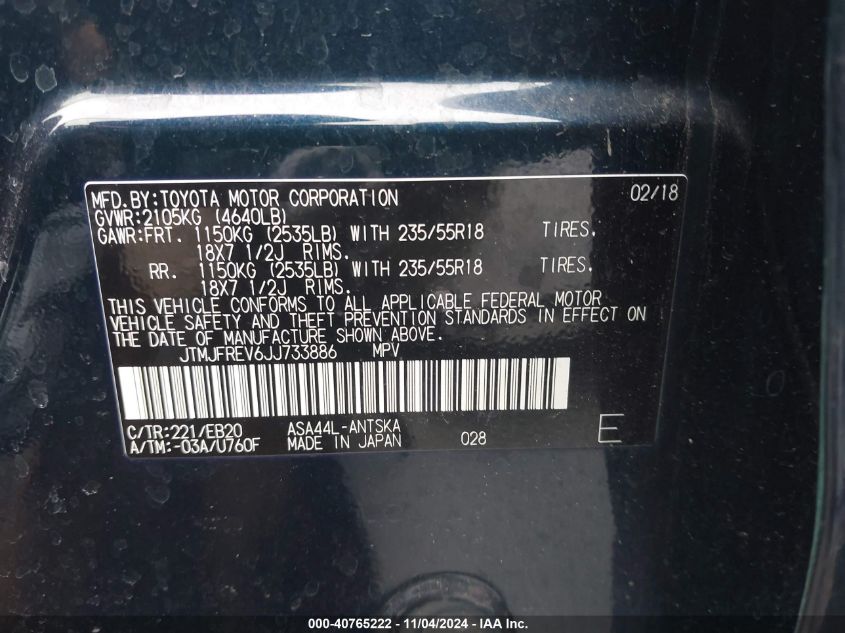 MFD.BY:TOYOTA MOTOR CORPORATION 02/18
GVWR:2105KG (4640LB)
GAWR:FRT. 1150KG (2535LB) WITH 235/55R18 TIRES.
18X7 1/2J RIMS.
RR. 1150KG (2535LB) WITH 235/55R18 TIRES.
18X7 1/2J RIMS.
THIS VEHICLE CONFORMS TO ALL APPLICABLE FEDERAL MOTOR
VEHICLE SAFETY AND THEFT PREVENTION STANDARDS IN EFFECT ON
THE DATE OF MANUFACTURE SHOWN ABOVE.
JTMJFREV6JJ733886 MPV
C/TR:221/EB20 ASA44L-ANTSKA
A/TM:-03A/U760F MADE IN JAPAN 028 E
000-40765222 - 11/04/2024 - IAA Inc.